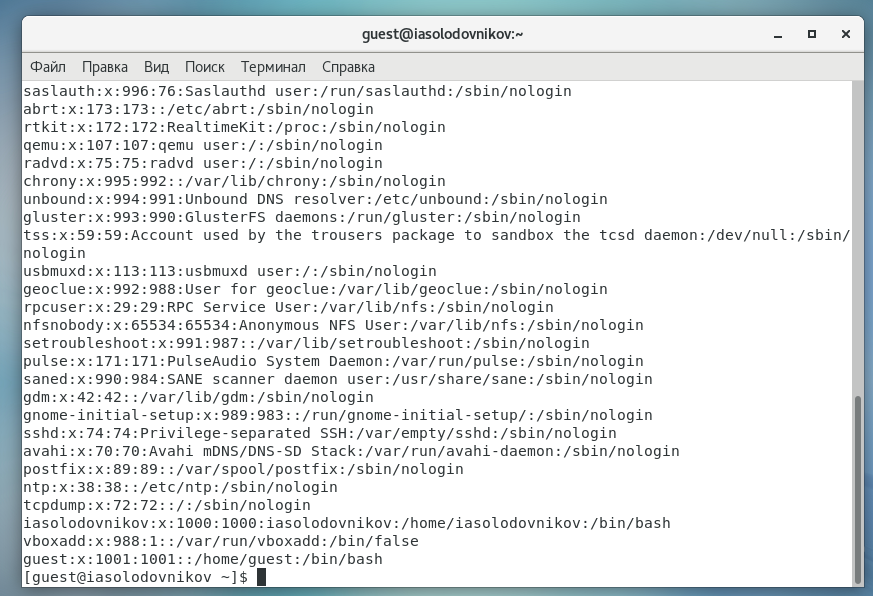 guest@iasolodovnikov:~
Файл Правка Вид Поиск Терминал Справка
saslauth:x:996:76:Saslauthd user:/run/saslauthd:/sbin/nologin
abrt:x:173:173::/etc/abrt:/sbin/nologin
rtkit:x:172:172:RealtimeKit:/proc:/sbin/nologin
qemu:x:107:107:qemu user:/:/sbin/nologin
radvd:x:75:75:radvd user:/:/sbin/nologin
chrony:x:995:992::/var/lib/chrony:/sbin/nologin
unbound:x:994:991:Unbound DNS resolver:/etc/unbound:/sbin/nologin
gluster:x:993:990:GlusterFS daemons:/run/gluster:/sbin/nologin
tss:x:59:59:Account used by the trousers package to sandbox the tcsd daemon:/dev/null:/sbin/
nologin
usbmuxd:x:113:113:usbmuxd user:/:/sbin/nologin
geoclue:x:992:988:User for geoclue:/var/lib/geoclue:/sbin/nologin
rpcuser:x:29:29:RPC Service User:/var/lib/nfs:/sbin/nologin
nfsnobody:x:65534:65534:Anonymous NFS User:/var/lib/nfs:/sbin/nologin
setroubleshoot:x:991:987::/var/lib/setroubleshoot:/sbin/nologin
pulse:x:171:171:PulseAudio System Daemon:/var/run/pulse:/sbin/nologin
saned:x:990:984:SANE scanner daemon user:/usr/share/sane:/sbin/nologin
gdm:x:42:42::/var/lib/gdm:/sbin/nologin
gnome-initial-setup:x:989:983::/run/gnome-initial-setup/:/sbin/nologin
sshd:x:74:74:Privilege-separated SSH:/var/empty/sshd:/sbin/nologin
avahi:x:70:70:Avahi mDNS/DNS-SD Stack:/var/run/avahi-daemon:/sbin/nologin
postfix:x:89:89::/var/spool/postfix:/sbin/nologin
ntp:x:38:38::/etc/ntp:/sbin/nologin
tcpdump:x:72:72::/:/sbin/nologin
iasolodovnikov:x:1000:1000:iasolodovnikov:/home/iasolodovnikov:/bin/bash
vboxadd:x:988:1::/var/run/vboxadd:/bin/false
guest:x:1001:1001::/home/guest:/bin/bash
[guest@iasolodovnikov ~]$